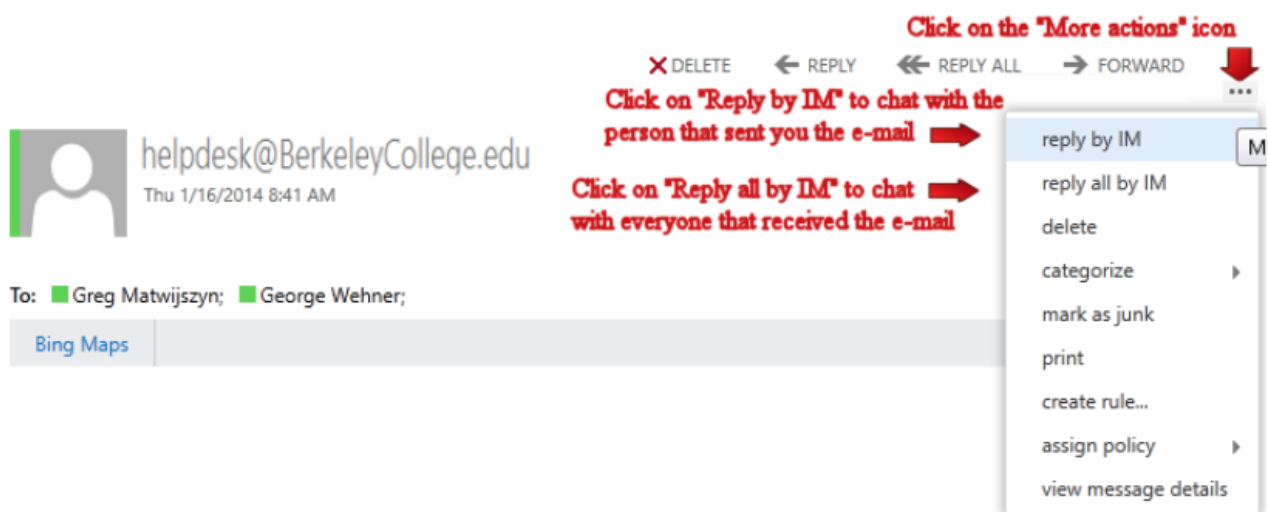 Click on the "More actions" icon
DELETE REPLY REPLY ALL FORWARD
Click on "Reply by IM" to chat with the
person that sent you the e-mail
reply by IM
M
helpdesk@BerkeleyCollege.edu
Thu 1/16/2014 8:41 AM
Click on "Reply all by IM" to chat
with everyone that received the e-mail
reply all by IM
delete
categorize
mark as junk
print
create rule...
assign policy
view message details
To: Greg Matwijszyn; George Wehner;
Bing Maps